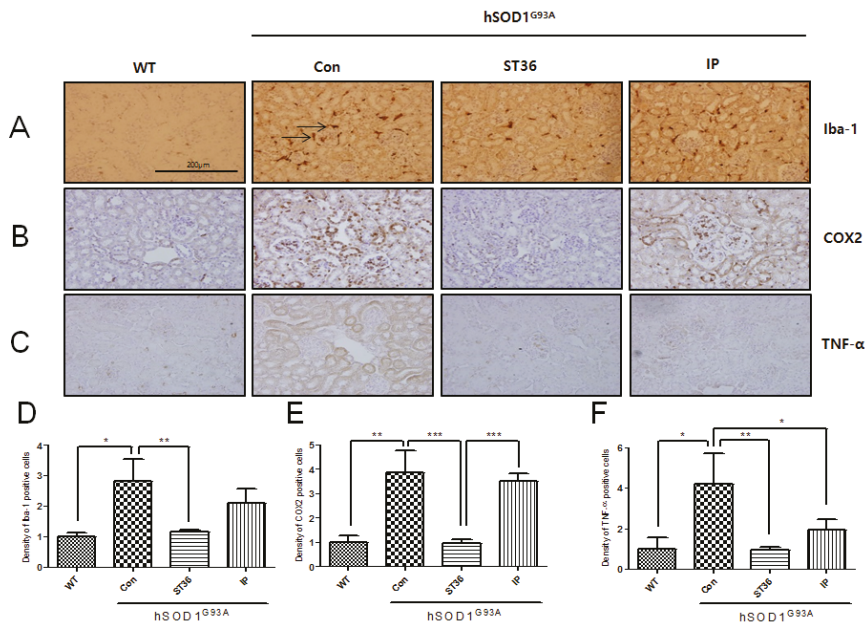 hSOD1G93A
WT Con ST36 IP
A Iba-1
200μm
B COX2
C TNF-α
D E F
* **
Density of Iba-1 positive cells
4
3
2
1
0
WT Con ST36 IP
hSOD1G93A
** *** ***
Density of COX2 positive cells
5
4
3
2
1
0
WT Con ST36 IP
hSOD1G93A
* ** *
Density of TNF-α positive cells
6
4
2
0
WT Con ST36 IP
hSOD1G93A